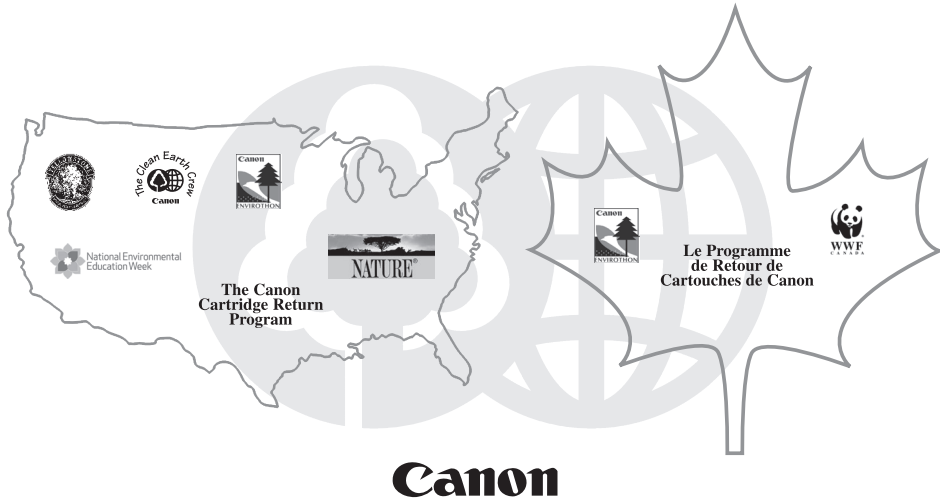 The Clean Earth Crew
Canon
Canon
ENVIROTHON
National Environmental
Education Week
NATURE®
The Canon
Cartridge Return
Program
Canon
ENVIROTHON
Le Programme
de Retour de
Cartouches de Canon
WWF
CANADA
Canon